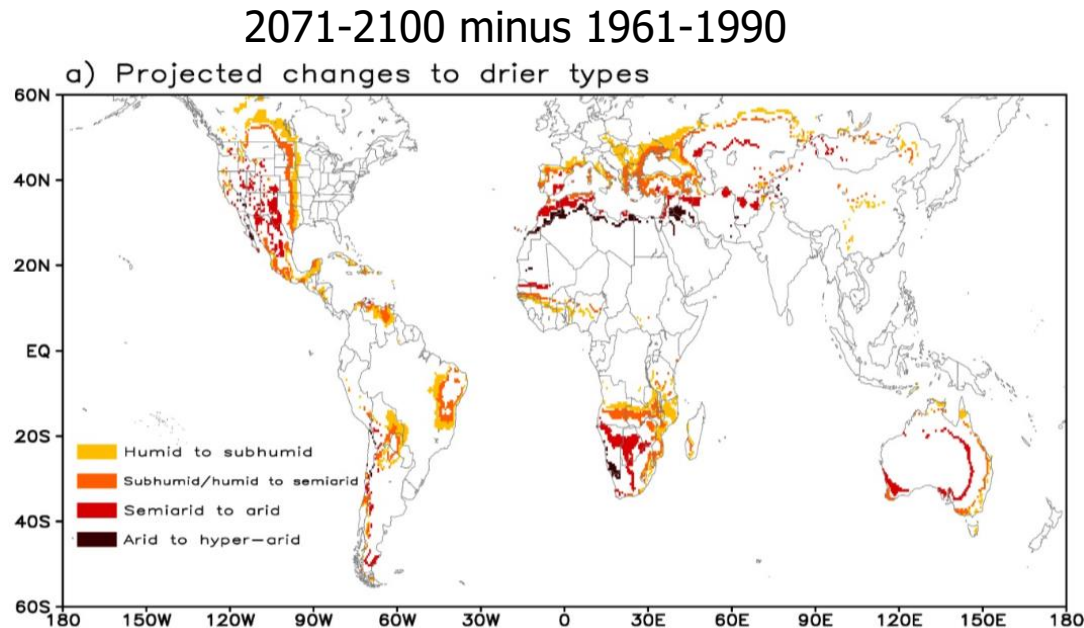 2071-2100 minus 1961-1990
a) Projected changes to drier types
60N
40N
20N
EQ
20S
40S
60S
Humid to subhumid
Subhumid/humid to semiarid
Semiarid to arid
Arid to hyper-arid
180 150W 120W 90W 60W 30W 0 30E 60E 90E 120E 150E 180